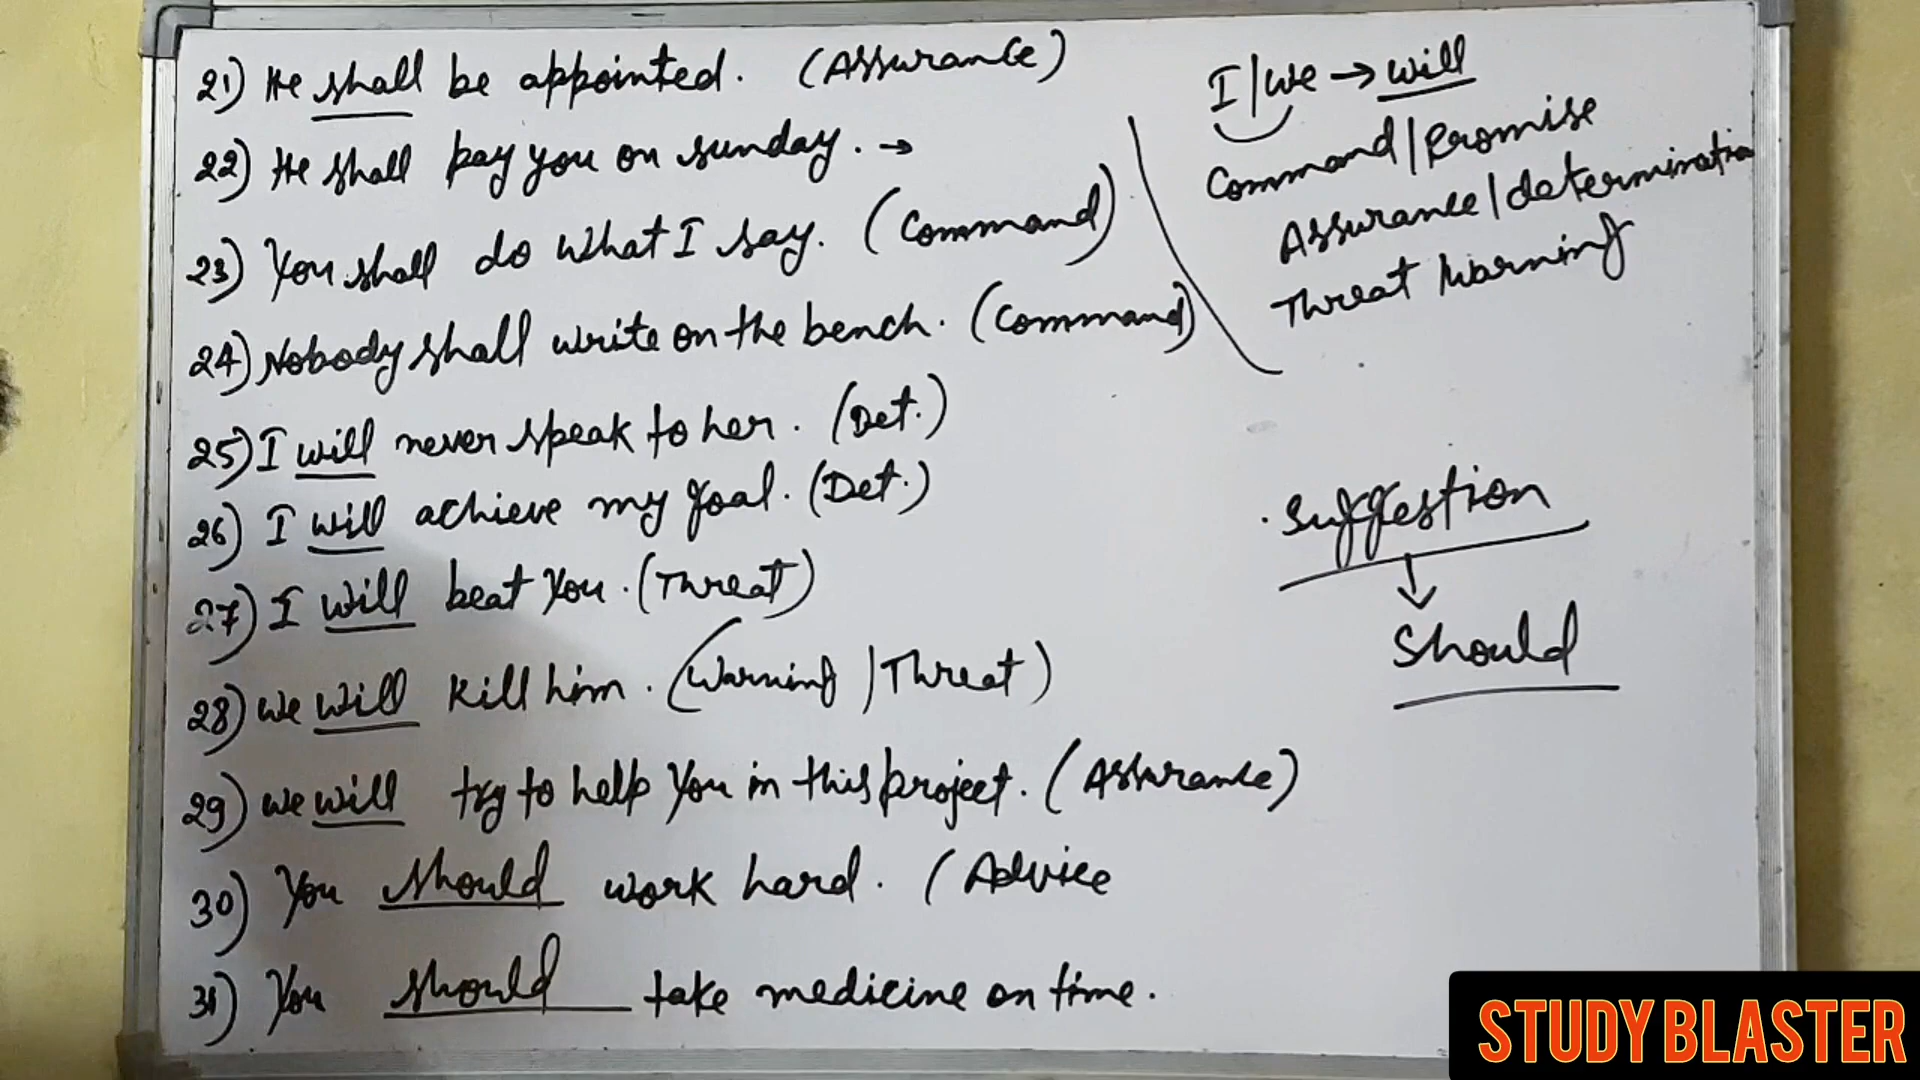 21) He shall be appointed. (Assurance)
22) He shall pay you on sunday. →
23) You shall do what I say. (Command)
24) Nobody shall write on the bench. (Command)
25) I will never speak to her. (Det.)
26) I will achieve my goal. (Det.)
27) I will beat you. (Threat)
28) we will kill him. (Warning / Threat)
29) we will try to help you in this project. (Assurance)
30) You should work hard. (Advice
31) You should take medicine on time.
I/we → will
Command / Promise
Assurance / determination
Threat Warning
Suggestion
↓
Should
STUDY BLASTER